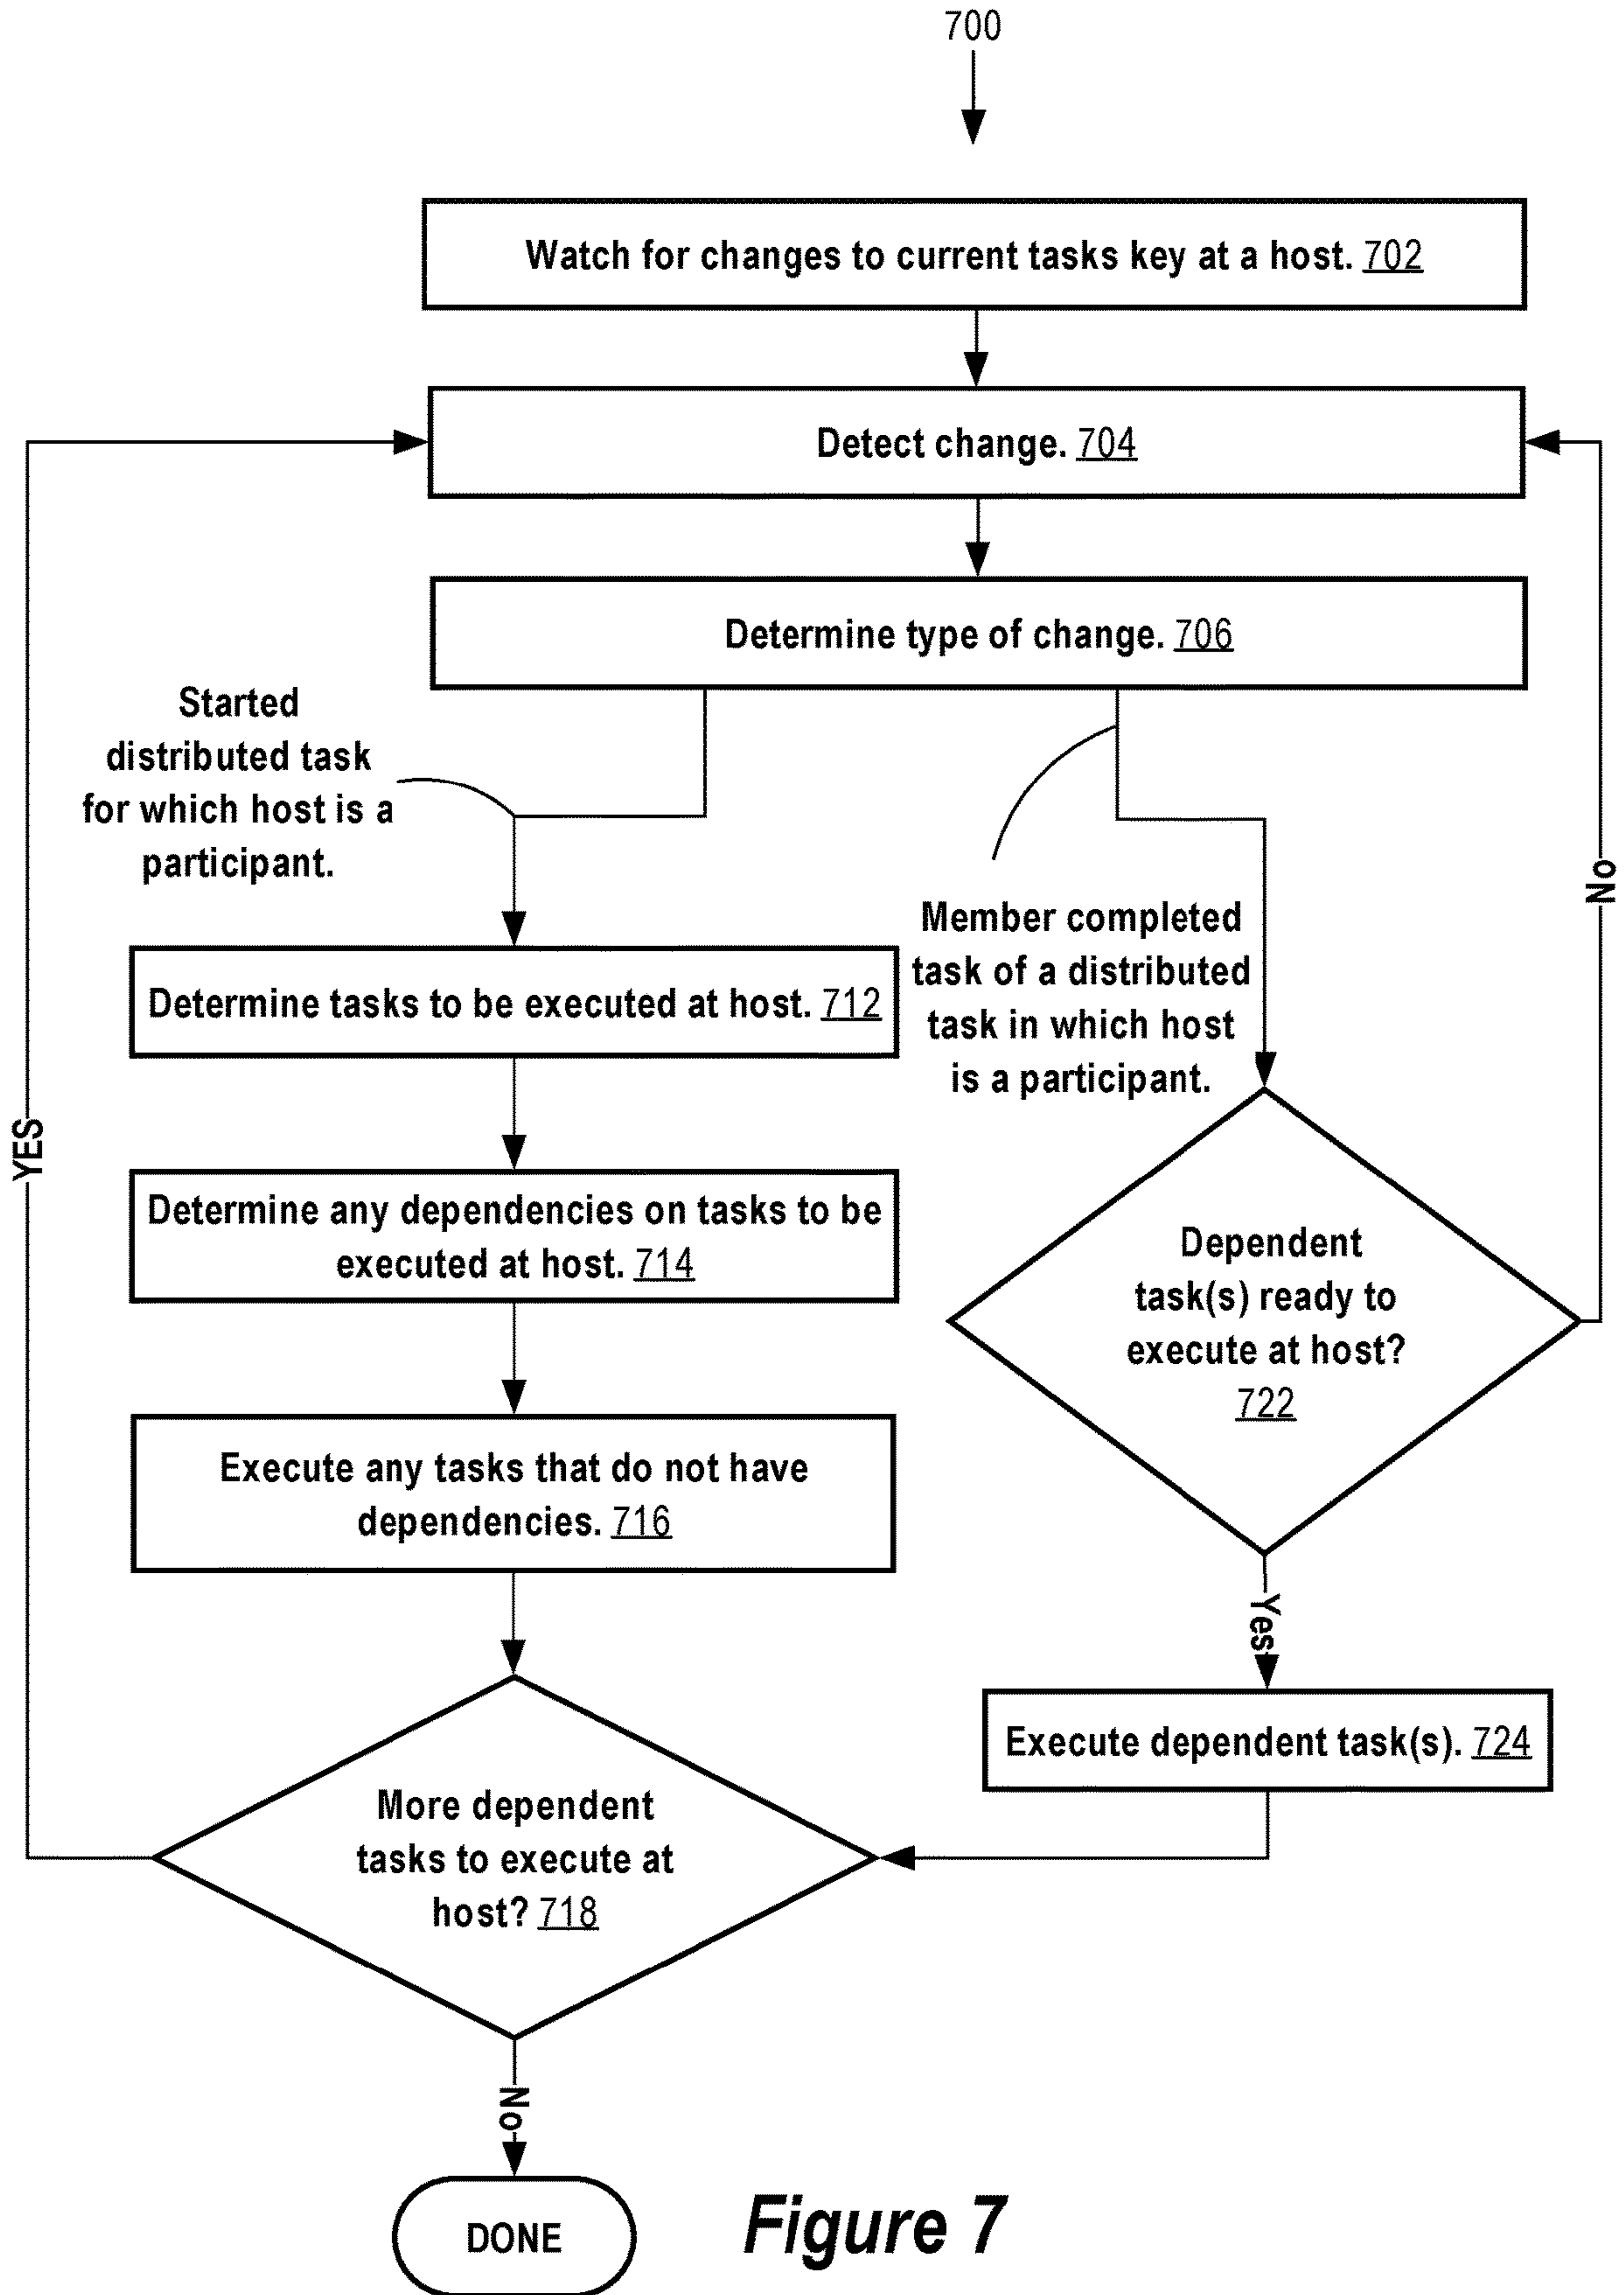 700
Watch for changes to current tasks key at a host. 702
Detect change. 704
Determine type of change. 706
Started
distributed task
for which host is a
participant.
Member completed
task of a distributed
task in which host
is a participant.
No
Determine tasks to be executed at host. 712
YES
Determine any dependencies on tasks to be
executed at host. 714
Dependent
task(s) ready to
execute at host?
722
Execute any tasks that do not have
dependencies. 716
Yes
Execute dependent task(s). 724
More dependent
tasks to execute at
host? 718
No
DONE
Figure 7